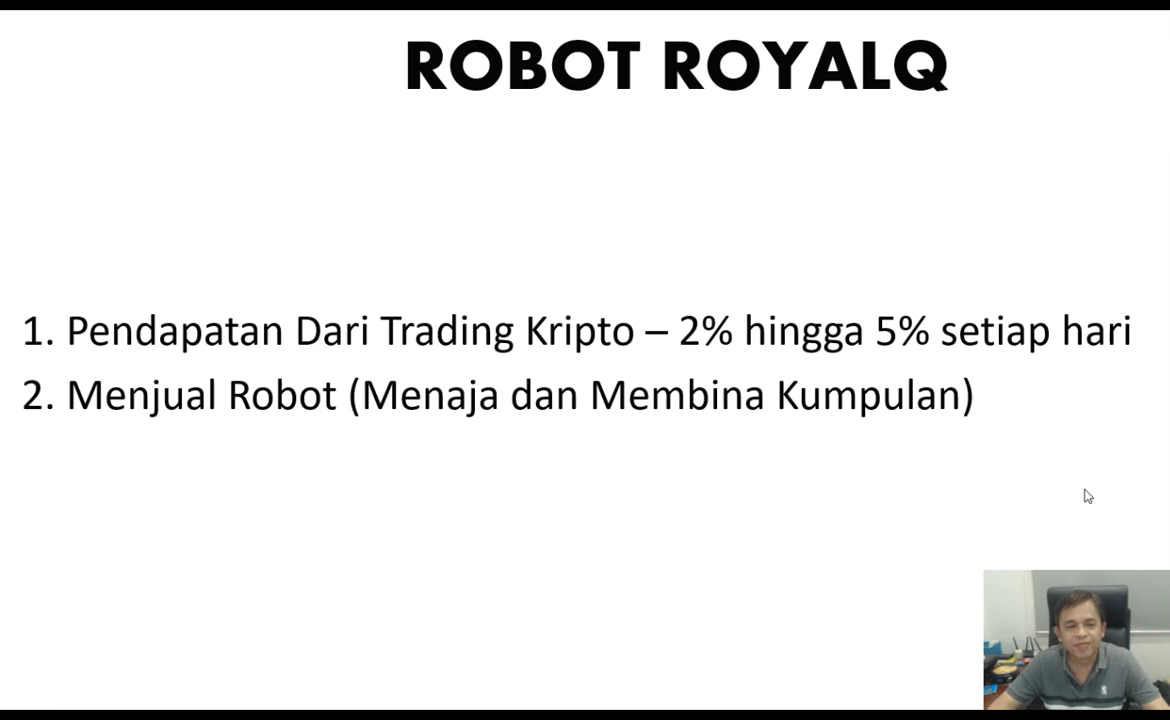 ROBOT ROYALQ
1. Pendapatan Dari Trading Kripto – 2% hingga 5% setiap hari
2. Menjual Robot (Menaja dan Membina Kumpulan)